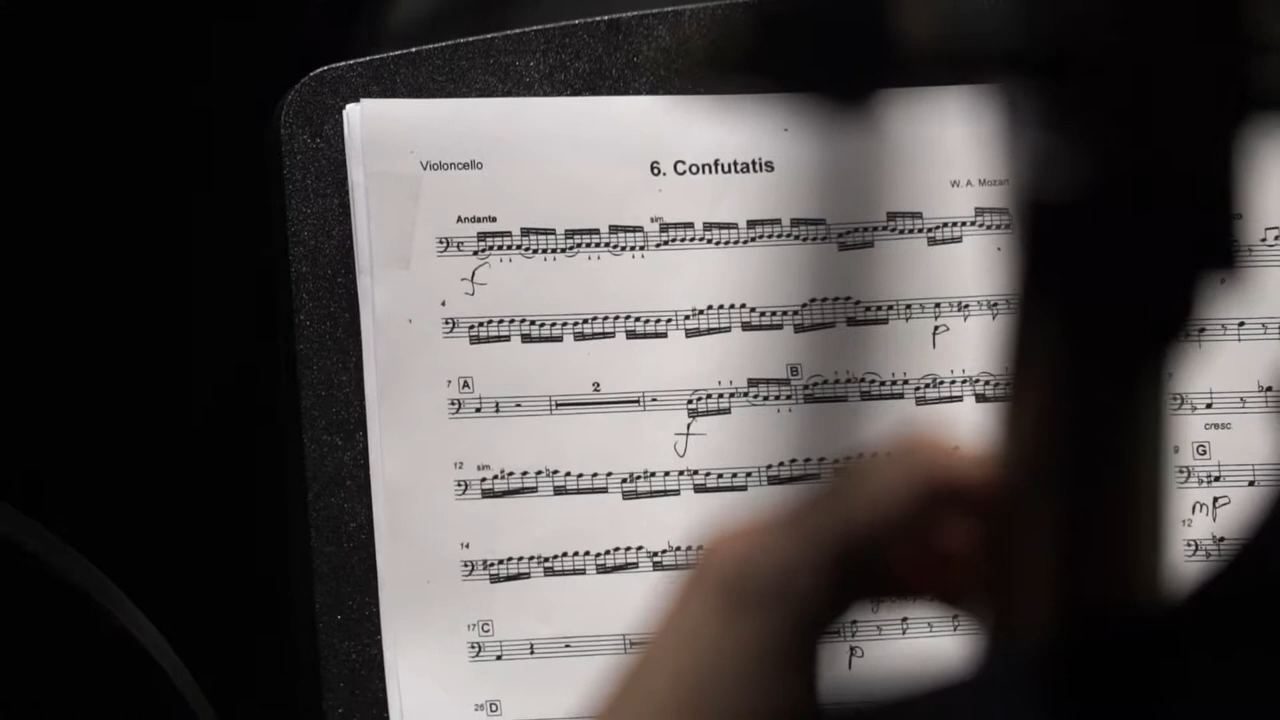 Violoncello
6. Confutatis
W. A. Mozart
Andante
sim.
f
4
p
7 A
2
B
f
12 sim.
14
17 C
p
26 D
cresc.
9 G
mp
12